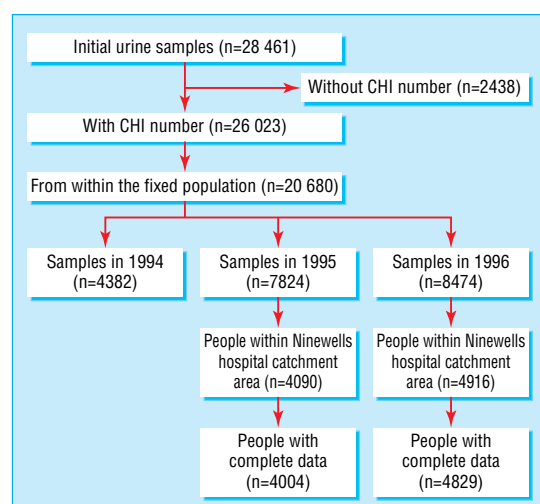 Initial urine samples (n=28 461)
Without CHI number (n=2438)
With CHI number (n=26 023)
From within the fixed population (n=20 680)
Samples in 1994
(n=4382)
Samples in 1995
(n=7824)
Samples in 1996
(n=8474)
People within Ninewells
hospital catchment
area (n=4090)
People within Ninewells
hospital catchment
area (n=4916)
People with
complete data
(n=4004)
People with
complete data
(n=4829)